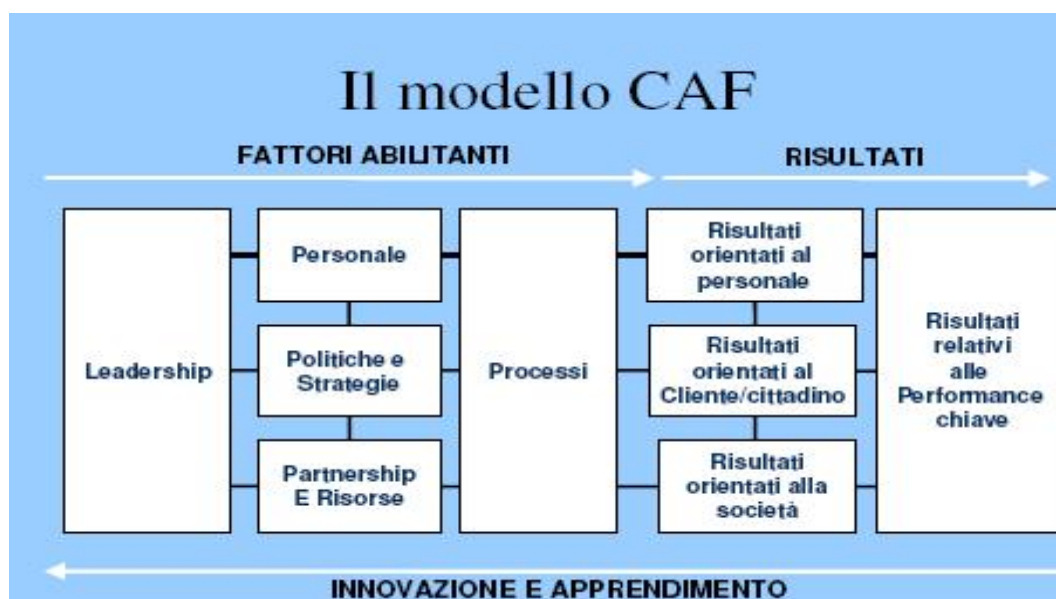 Il modello CAF
FATTORI ABILITANTI
RISULTATI
Leadership
Personale
Politiche e
Strategie
Partnership
E Risorse
Processi
Risultati
orientati al
personale
Risultati
orientati al
Cliente/cittadino
Risultati
orientati alla
società
Risultati
relativi
alle
Performance
chiave
INNOVAZIONE E APPRENDIMENTO